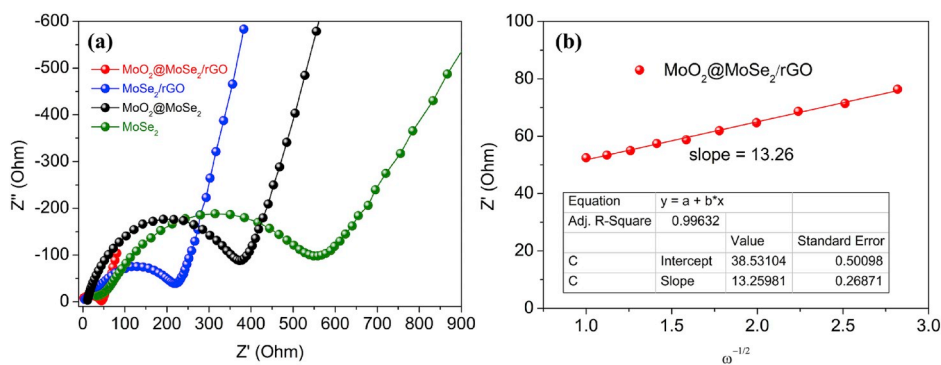 (a)
-600
-500
-400
-300
-200
-100
0
Z" (Ohm)
MoO₂@MoSe₂/rGO
MoSe₂/rGO
MoO₂@MoSe₂
MoSe₂
0 100 200 300 400 500 600 700 800 900
Z' (Ohm)
(b)
100
80
60
40
20
0
Z' (Ohm)
MoO₂@MoSe₂/rGO
slope = 13.26
Equation y = a + b*x
Adj. R-Square 0.99632
Value Standard Error
C Intercept 38.53104 0.50098
C Slope 13.25981 0.26871
1.0 1.5 2.0 2.5 3.0
ω⁻¹/²